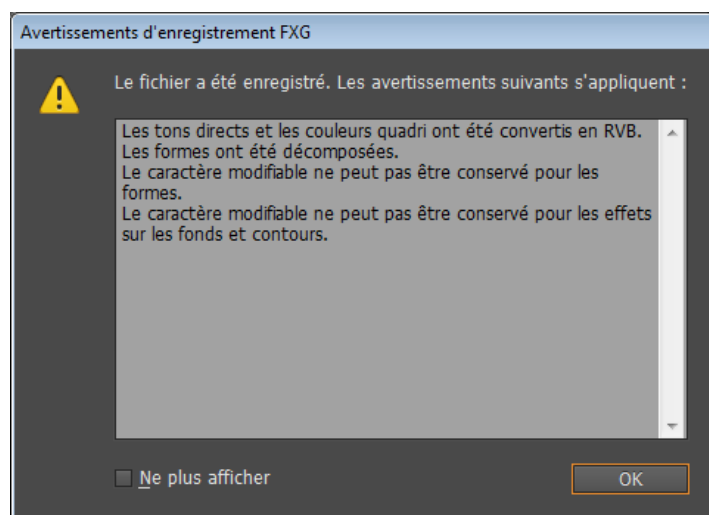 Avertissements d'enregistrement FXG
Le fichier a été enregistré. Les avertissements suivants s'appliquent :
Les tons directs et les couleurs quadri ont été convertis en RVB.
Les formes ont été décomposées.
Le caractère modifiable ne peut pas être conservé pour les
formes.
Le caractère modifiable ne peut pas être conservé pour les effets
sur les fonds et contours.
Ne plus afficher
OK